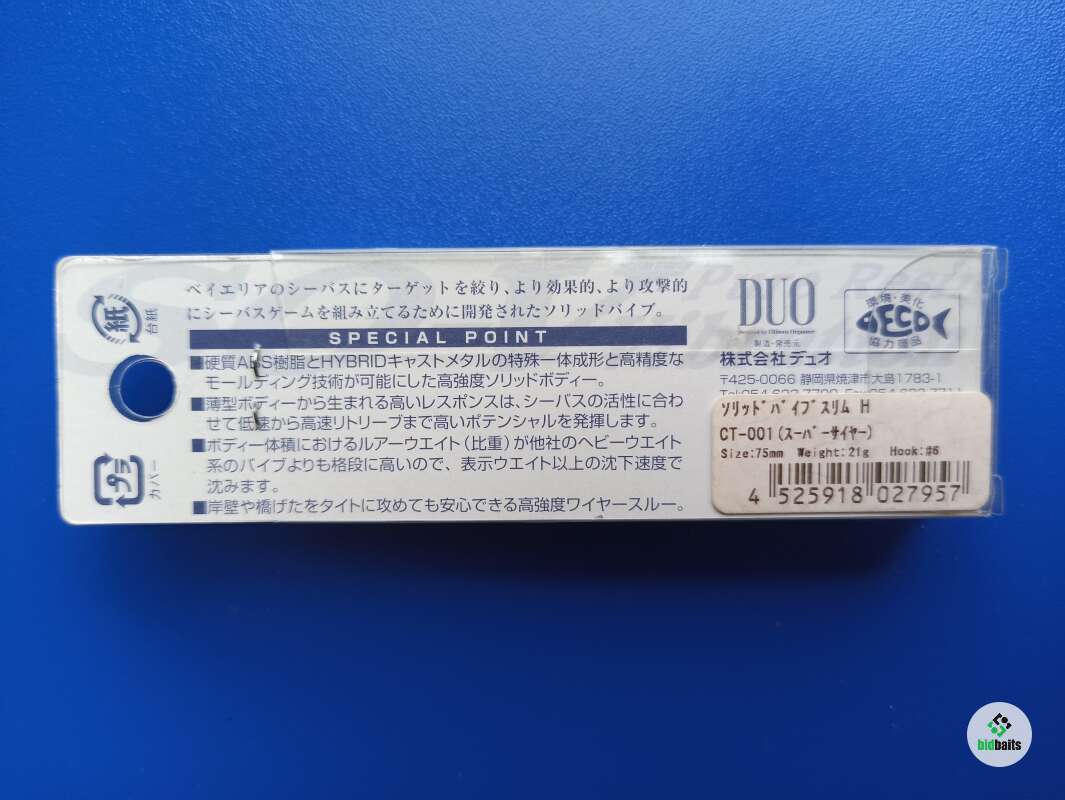 ベイエリアのシーバスにターゲットを絞り、より効果的、より攻撃的
にシーバスゲームを組み立てるために開発されたソリッドバイブ。
SPECIAL POINT
■硬質ABS樹脂とHYBRIDキャストメタルの特殊一体成形と高精度な
モールディング技術が可能にした高強度ソリッドボディー。
■薄型ボディーから生まれる高いレスポンスは、シーバスの活性に合わ
せて低速から高速リトリーブまで高いポテンシャルを発揮します。
■ボディー体積におけるルアーウエイト(比重)が他社のヘビーウエイト
系のバイブよりも格段に高いので、表示ウエイト以上の沈下速度で
沈みます。
■岸壁や橋げたをタイトに攻めても安心できる高強度ワイヤースルー。
紙
台紙
プラ
カバー
DUO
製造・発売元
株式会社デュオ
〒425-0066 静岡県焼津市大島1783-1
環境・美化
ECO
協力商品
ソリッドバイブスリム H
CT-001(スーパーサイヤー)
Size:75mm Weight:21g Hook:#6
4 525918 027957
bidbaits